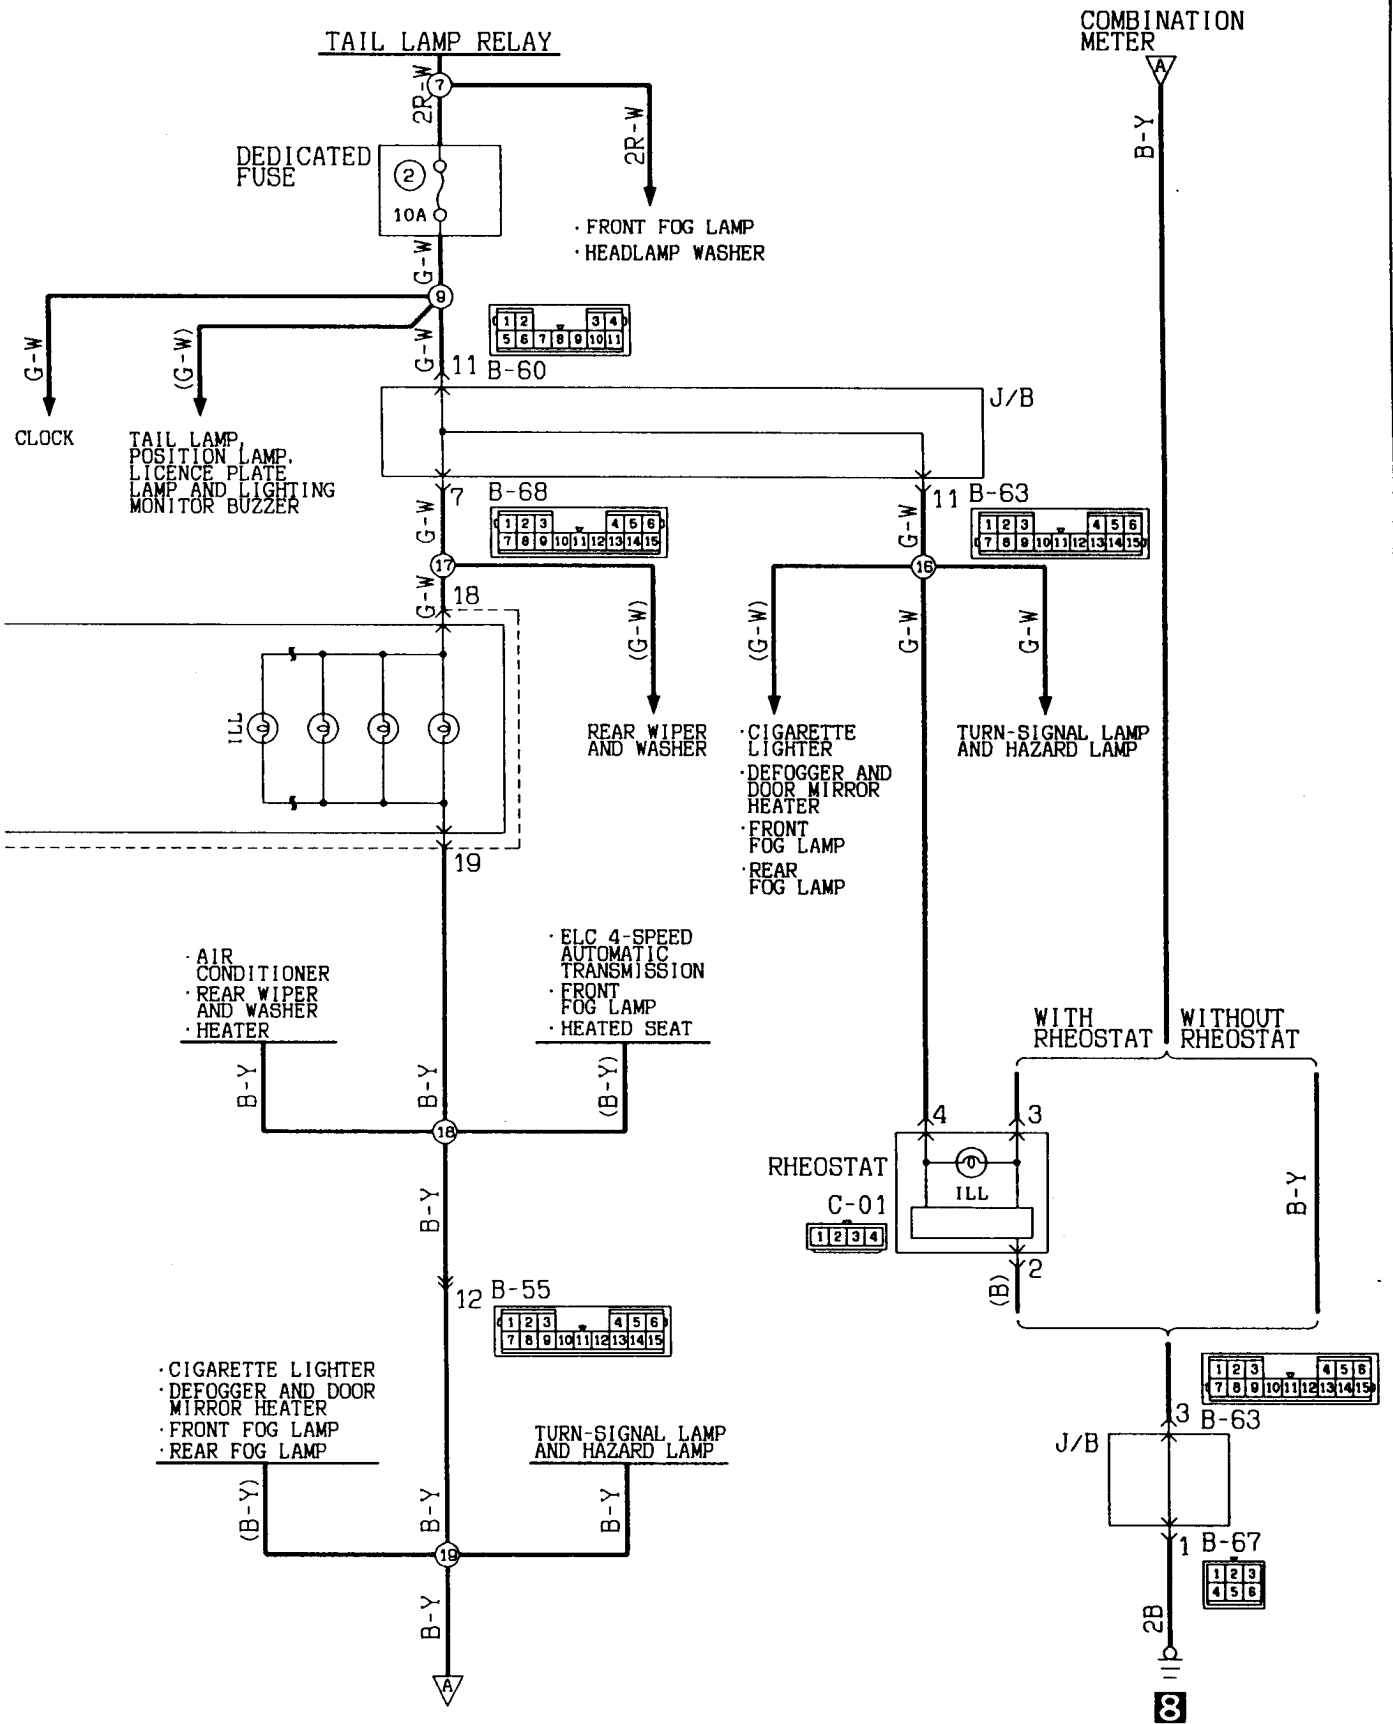 TAIL LAMP RELAY
COMBINATION
METER
A
7
2R-W
2R-W
B-Y
DEDICATED
FUSE
2
10A
· FRONT FOG LAMP
· HEADLAMP WASHER
G-W
9
G-W
(G-W)
G-W
1 2 3 4
5 6 7 8 9 10 11
11 B-60
J/B
CLOCK
TAIL LAMP,
POSITION LAMP,
LICENCE PLATE
LAMP AND LIGHTING
MONITOR BUZZER
7 B-68
11 B-63
G-W
1 2 3 4 5 6
7 8 9 10 11 12 13 14 15
G-W
1 2 3 4 5 6
7 8 9 10 11 12 13 14 15
17
16
G-W
18
(G-W)
(G-W)
G-W
G-W
ILL
REAR WIPER
AND WASHER
· CIGARETTE
LIGHTER
· DEFOGGER AND
DOOR MIRROR
HEATER
· FRONT
FOG LAMP
· REAR
FOG LAMP
TURN-SIGNAL LAMP
AND HAZARD LAMP
19
· AIR
CONDITIONER
· REAR WIPER
AND WASHER
· HEATER
· ELC 4-SPEED
AUTOMATIC
TRANSMISSION
· FRONT
FOG LAMP
· HEATED SEAT
WITH
RHEOSTAT
WITHOUT
RHEOSTAT
B-Y
B-Y
(B-Y)
18
4
3
RHEOSTAT
ILL
C-01
1 2 3 4
B-Y
B-Y
2
(B)
12 B-55
1 2 3 4 5 6
7 8 9 10 11 12 13 14 15
· CIGARETTE LIGHTER
· DEFOGGER AND DOOR
MIRROR HEATER
· FRONT FOG LAMP
· REAR FOG LAMP
TURN-SIGNAL LAMP
AND HAZARD LAMP
1 2 3 4 5 6
7 8 9 10 11 12 13 14 15
3 B-63
J/B
(B-Y)
B-Y
B-Y
19
1 B-67
1 2 3
4 5 6
B-Y
2B
A
8